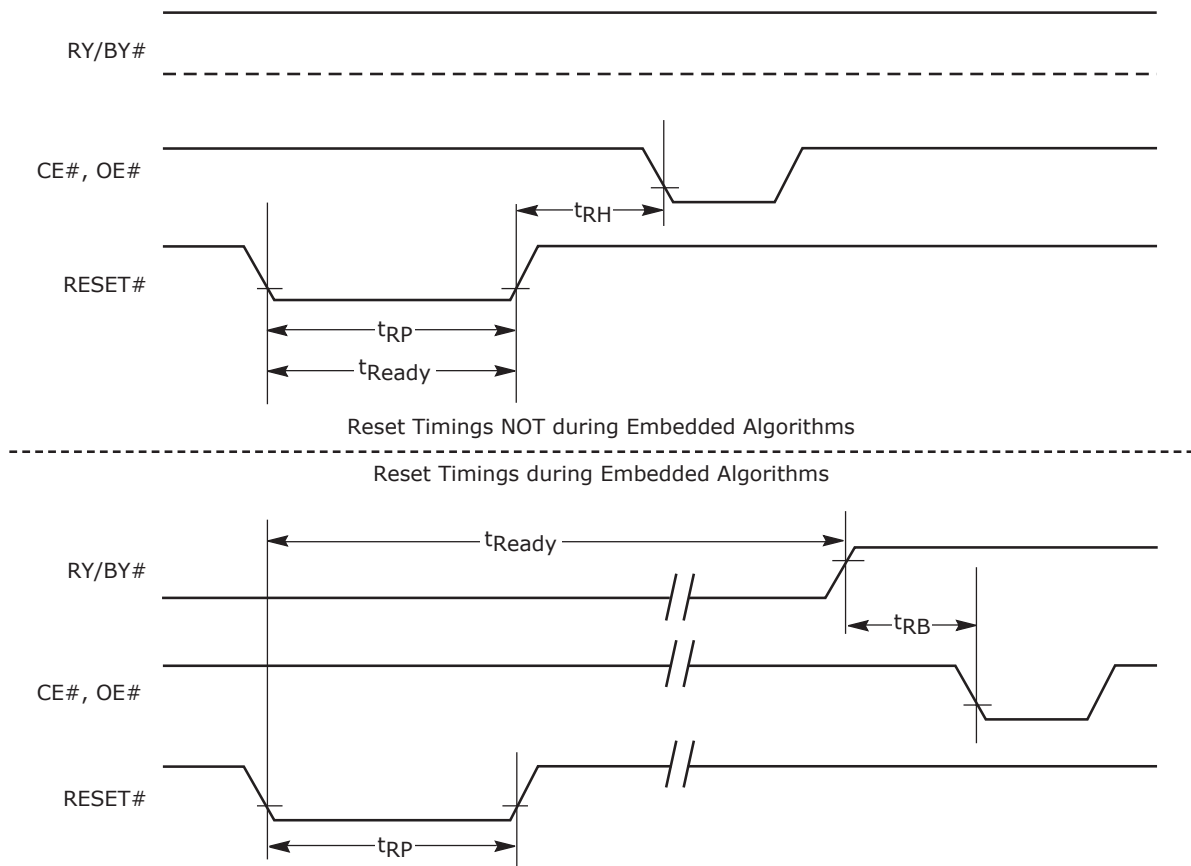 RY/BY#
CE#, OE#
tRH
RESET#
tRP
tReady
Reset Timings NOT during Embedded Algorithms
Reset Timings during Embedded Algorithms
tReady
RY/BY#
tRB
CE#, OE#
RESET#
tRP